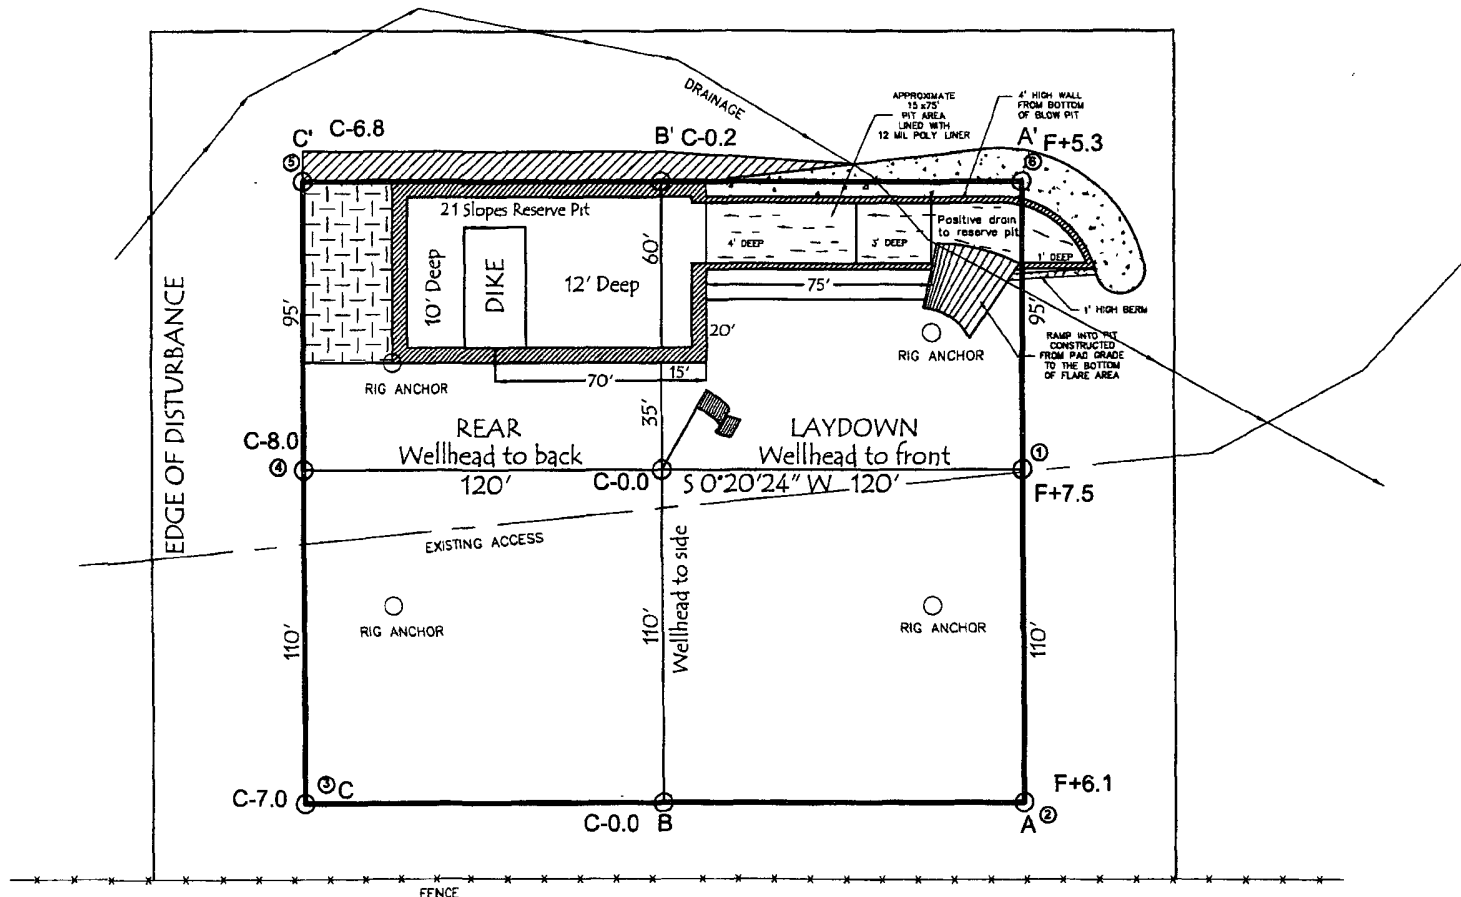 DRAINAGE
APPROXIMATE
15 x75'
PIT AREA
LINED WITH
12 MIL POLY LINER
4' HIGH WALL
FROM BOTTOM
OF BLOW PIT
C' C-6.8
B' C-0.2
A' F+5.3
5
6
21 Slopes Reserve Pit
10' Deep
DIKE
12' Deep
60'
4' DEEP
3' DEEP
Positive drain
to reserve pit
1' DEEP
1' HIGH BERM
75'
95'
95'
20'
RIG ANCHOR
RAMP INTO PIT
CONSTRUCTED
FROM PAD GRADE
TO THE BOTTOM
OF FLARE AREA
RIG ANCHOR
70'
15'
35'
EDGE OF DISTURBANCE
C-8.0
4
REAR
Wellhead to back
120'
C-0.0
LAYDOWN
Wellhead to front
S 0°20'24" W 120'
1
F+7.5
EXISTING ACCESS
Wellhead to side
110'
110'
110'
RIG ANCHOR
RIG ANCHOR
C-7.0
3 C
C-0.0 B
F+6.1
A 2
FENCE